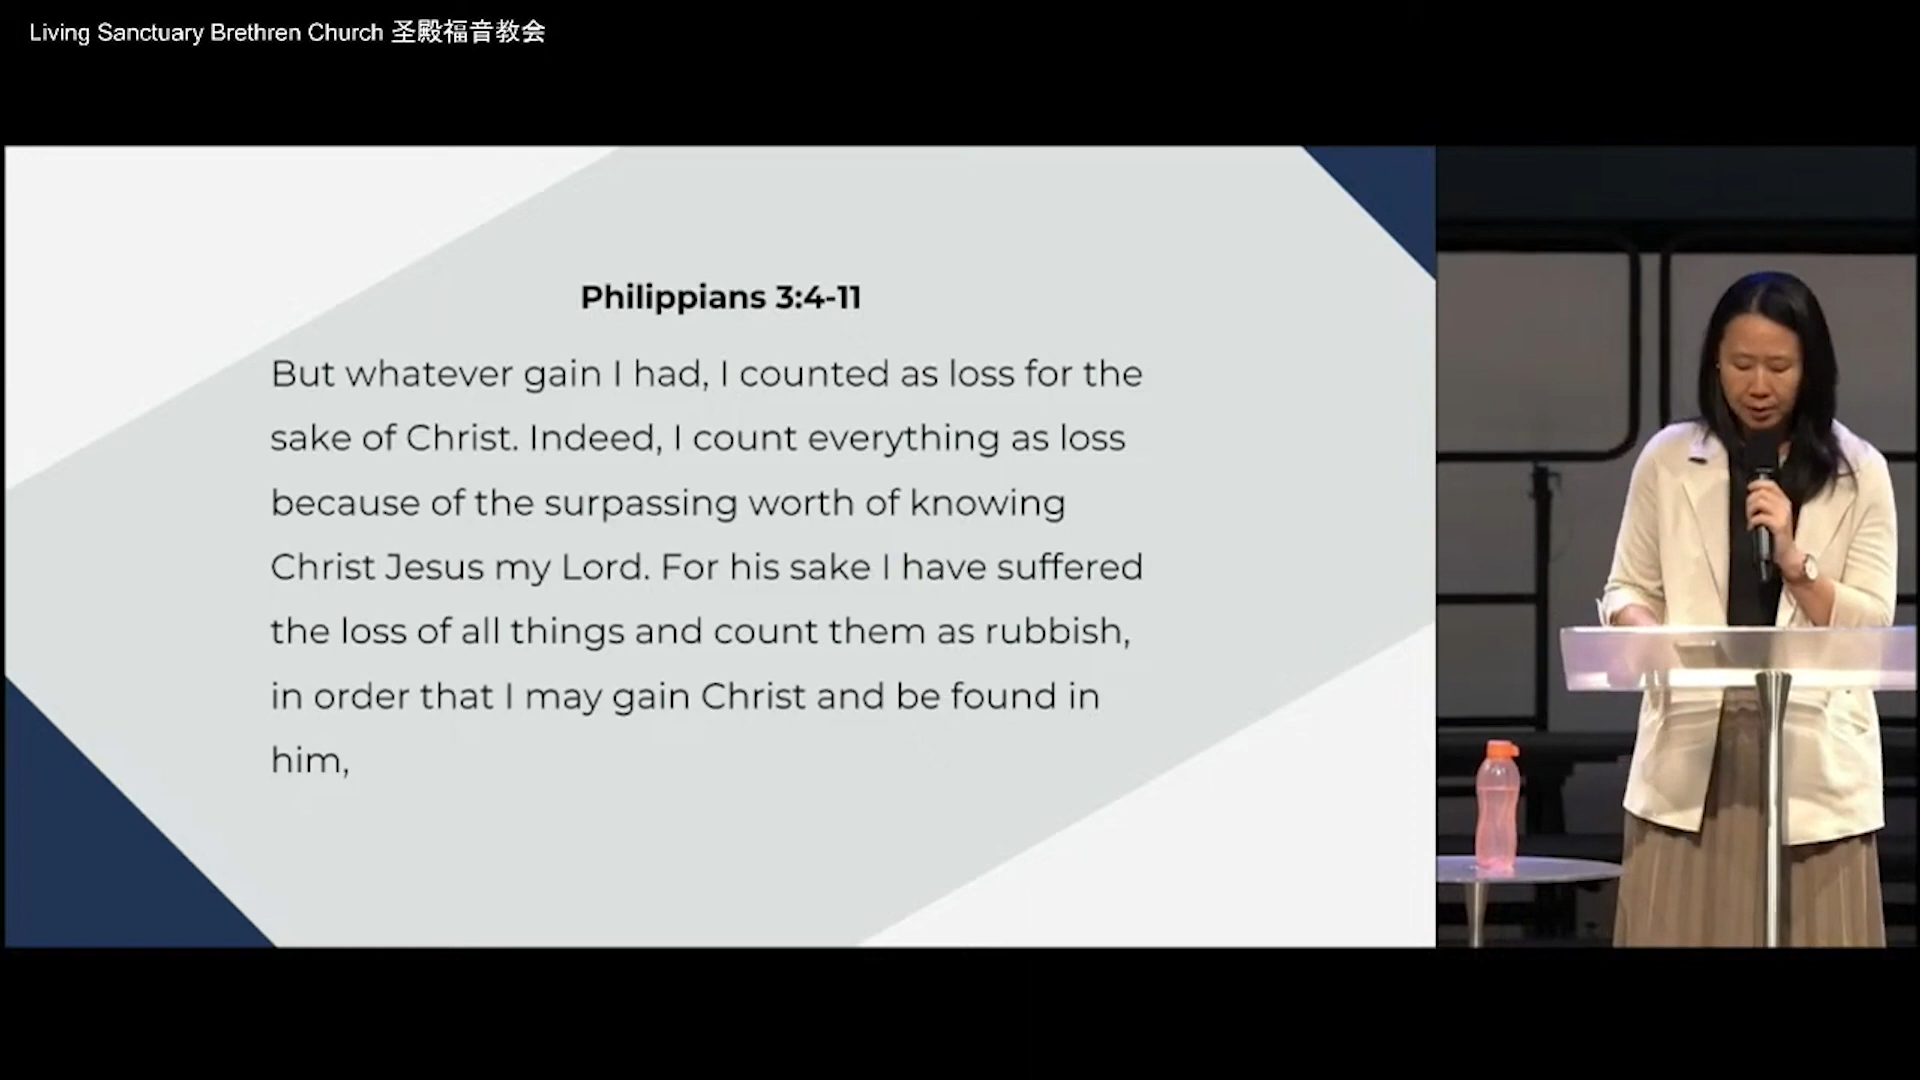 Living Sanctuary Brethren Church 圣殿福音教会
Philippians 3:4-11
But whatever gain I had, I counted as loss for the
sake of Christ. Indeed, I count everything as loss
because of the surpassing worth of knowing
Christ Jesus my Lord. For his sake I have suffered
the loss of all things and count them as rubbish,
in order that I may gain Christ and be found in
him,